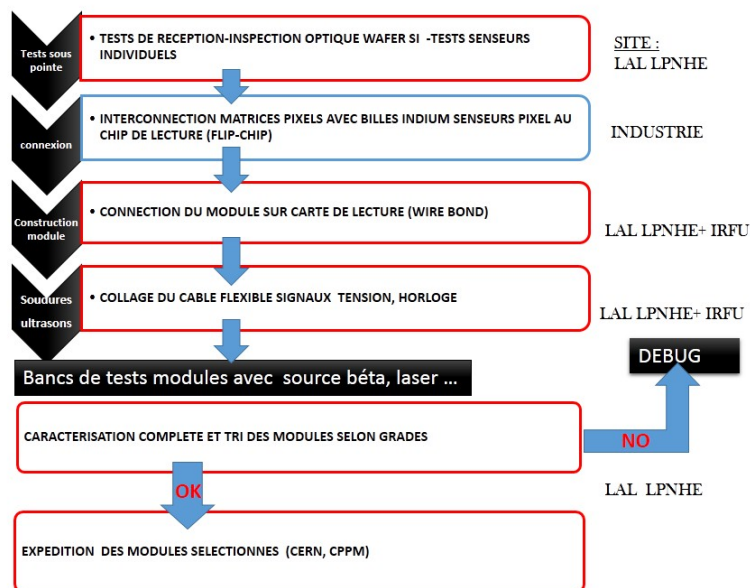 Tests sous
pointe
• TESTS DE RECEPTION-INSPECTION OPTIQUE WAFER SI -TESTS SENSEURS
INDIVIDUELS
SITE :
LAL LPNHE
connexion
• INTERCONNECTION MATRICES PIXELS AVEC BILLES INDIUM SENSEURS PIXEL AU
CHIP DE LECTURE (FLIP-CHIP)
INDUSTRIE
Construction
module
• CONNECTION DU MODULE SUR CARTE DE LECTURE (WIRE BOND)
LAL LPNHE+ IRFU
Soudures
ultrasons
• COLLAGE DU CABLE FLEXIBLE SIGNAUX TENSION, HORLOGE
LAL LPNHE+ IRFU
DEBUG
Bancs de tests modules avec source béta, laser ...
CARACTERISATION COMPLETE ET TRI DES MODULES SELON GRADES
NO
OK
LAL LPNHE
EXPEDITION DES MODULES SELECTIONNES (CERN, CPPM)